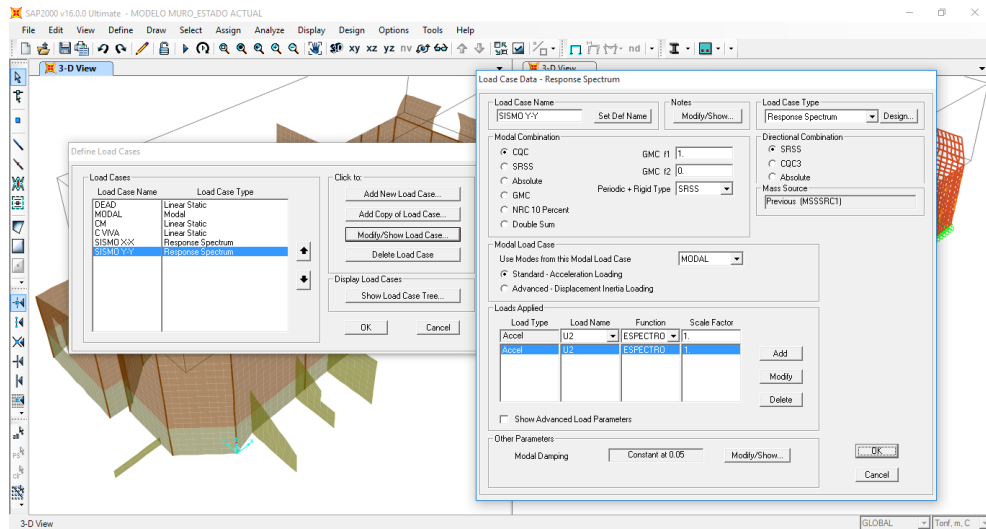 SAP2000 v16.0.0 Ultimate - MODELO MURO_ESTADO ACTUAL
File Edit View Define Draw Select Assign Analyze Display Design Options Tools Help
3D xy xz yz nv nd
3-D View
3-D View
Define Load Cases
Load Cases
Load Case Name Load Case Type
DEAD Linear Static
MODAL Modal
CM Linear Static
C VIVA Linear Static
SISMO X-X Response Spectrum
SISMO Y-Y Response Spectrum
Click to:
Add New Load Case...
Add Copy of Load Case...
Modify/Show Load Case...
Delete Load Case
Display Load Cases
Show Load Case Tree...
OK Cancel
Load Case Data - Response Spectrum
Load Case Name
SISMO Y-Y Set Def Name
Notes
Modify/Show...
Load Case Type
Response Spectrum Design...
Modal Combination
CQC GMC f1 1.
SRSS GMC f2 0.
Absolute Periodic + Rigid Type SRSS
GMC
NRC 10 Percent
Double Sum
Directional Combination
SRSS
CQC3
Absolute
Mass Source
Previous (MSSSRC1)
Modal Load Case
Use Modes from this Modal Load Case MODAL
Standard - Acceleration Loading
Advanced - Displacement Inertia Loading
Loads Applied
Load Type Load Name Function Scale Factor
Accel U2 ESPECTRO 1.
Accel U2 ESPECTRO 1.
Add
Modify
Delete
Show Advanced Load Parameters
Other Parameters
Modal Damping Constant at 0.05 Modify/Show...
OK
Cancel
3-D View GLOBAL Tonf, m, C